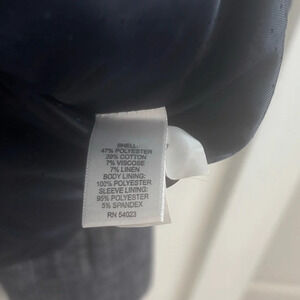 SHELL:
47% POLYESTER
39% COTTON
7% VISCOSE
7% LINEN
BODY LINING:
100% POLYESTER
SLEEVE LINING:
95% POLYESTER
5% SPANDEX
RN 54023